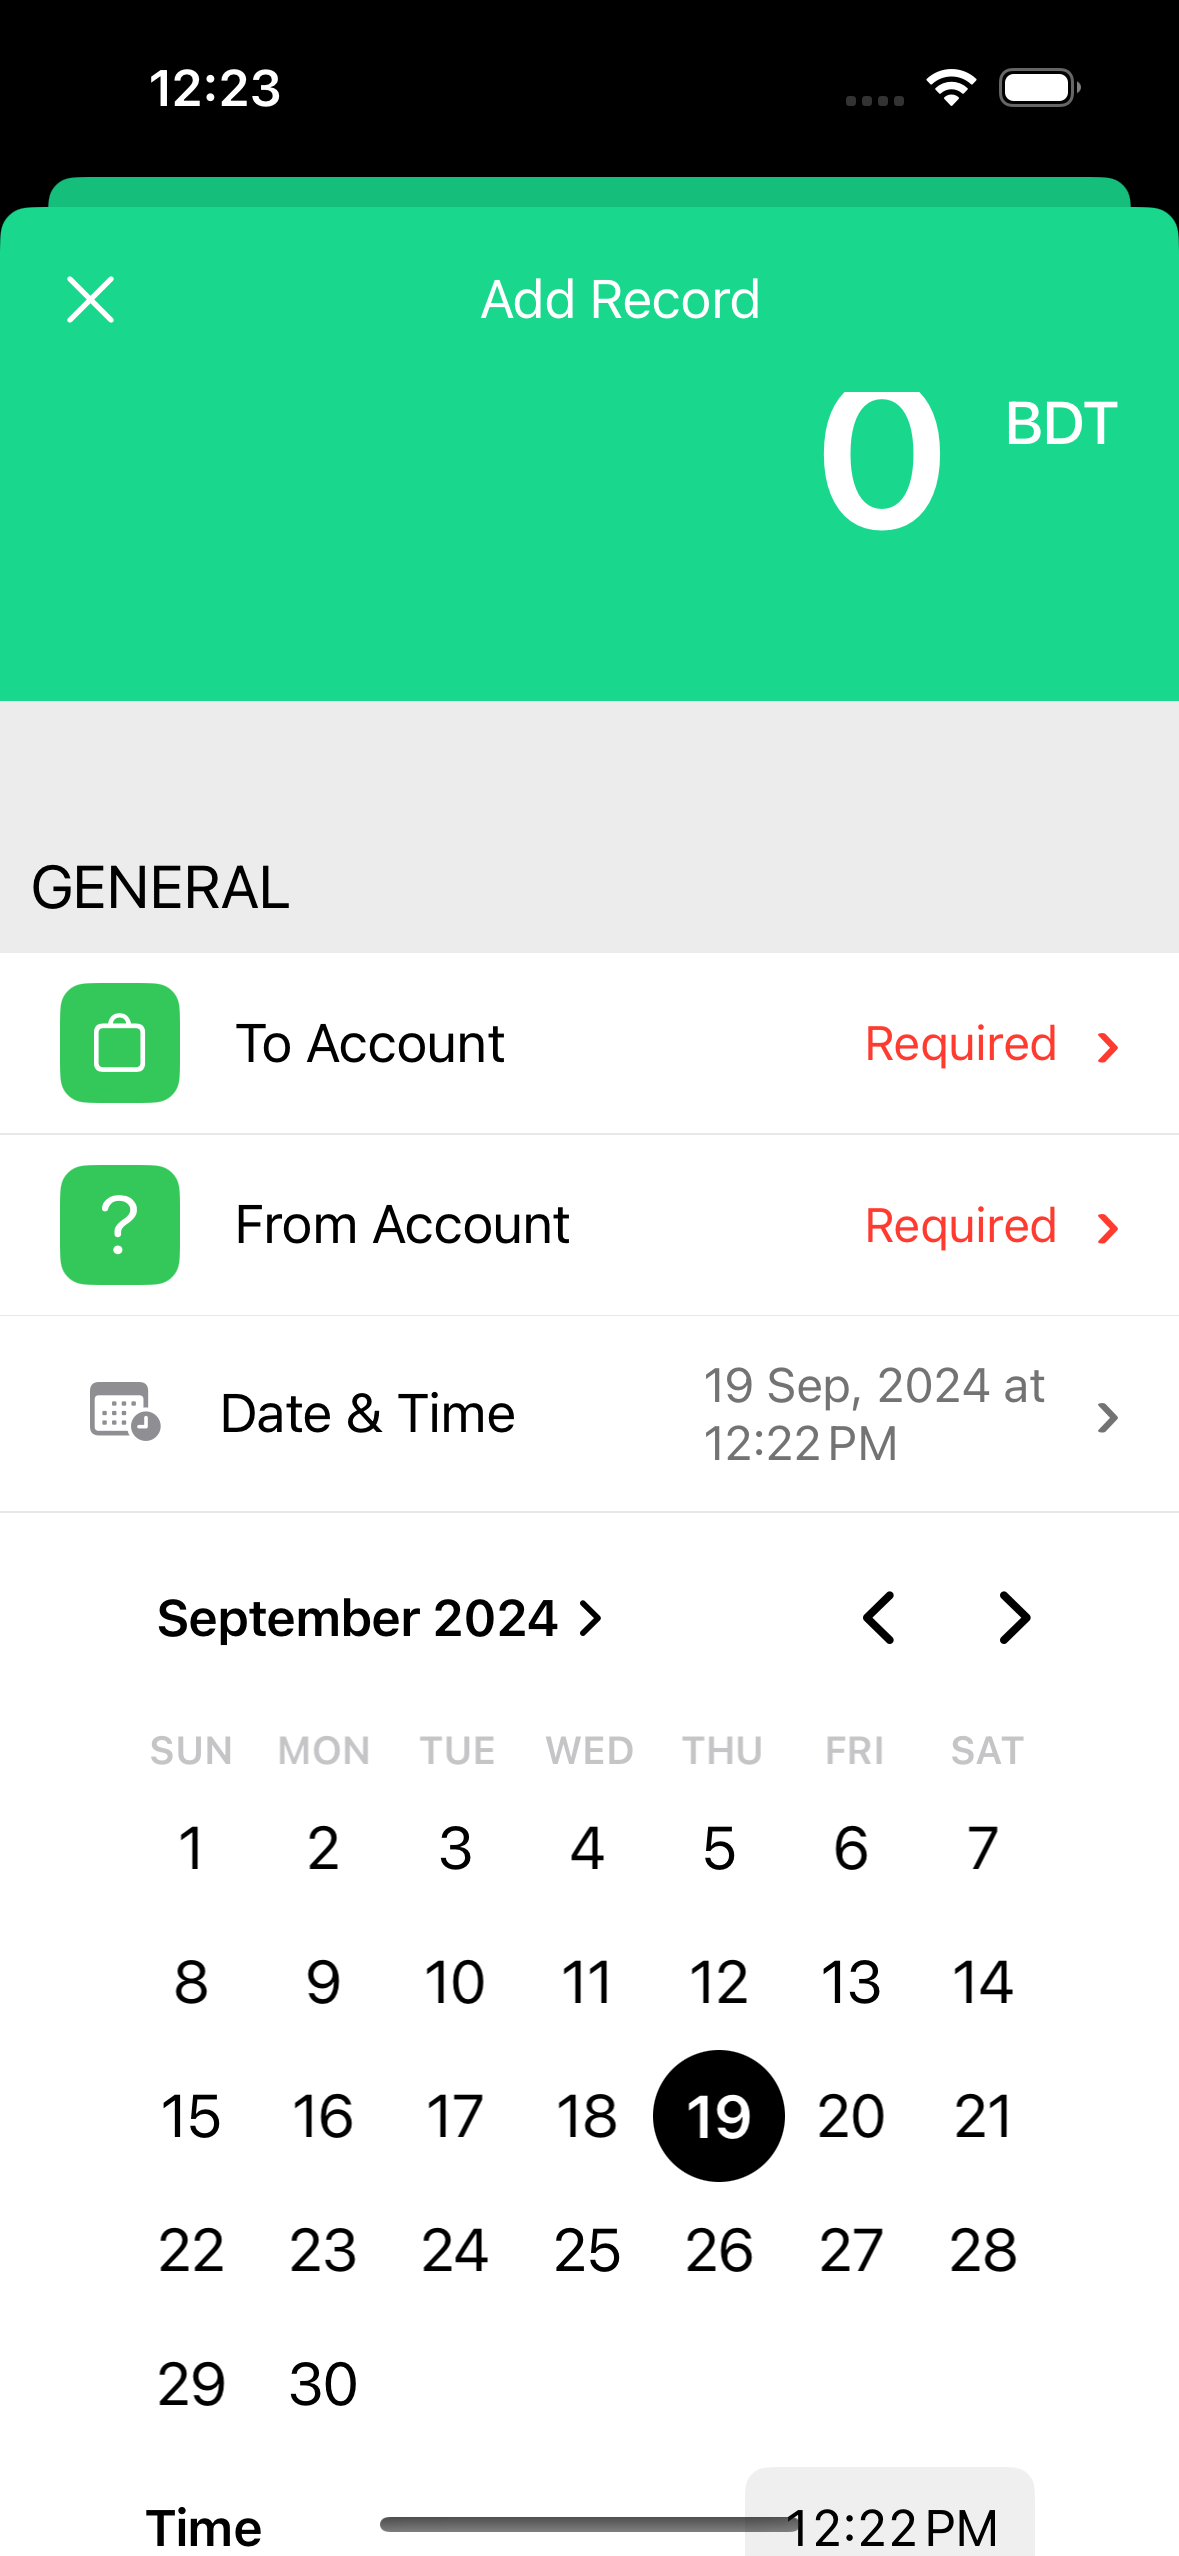 12:23
Add Record
0 BDT
GENERAL
To Account Required
? From Account Required
Date & Time 19 Sep, 2024 at
12:22 PM
September 2024
SUN MON TUE WED THU FRI SAT
1 2 3 4 5 6 7
8 9 10 11 12 13 14
15 16 17 18 19 20 21
22 23 24 25 26 27 28
29 30
Time 12:22 PM